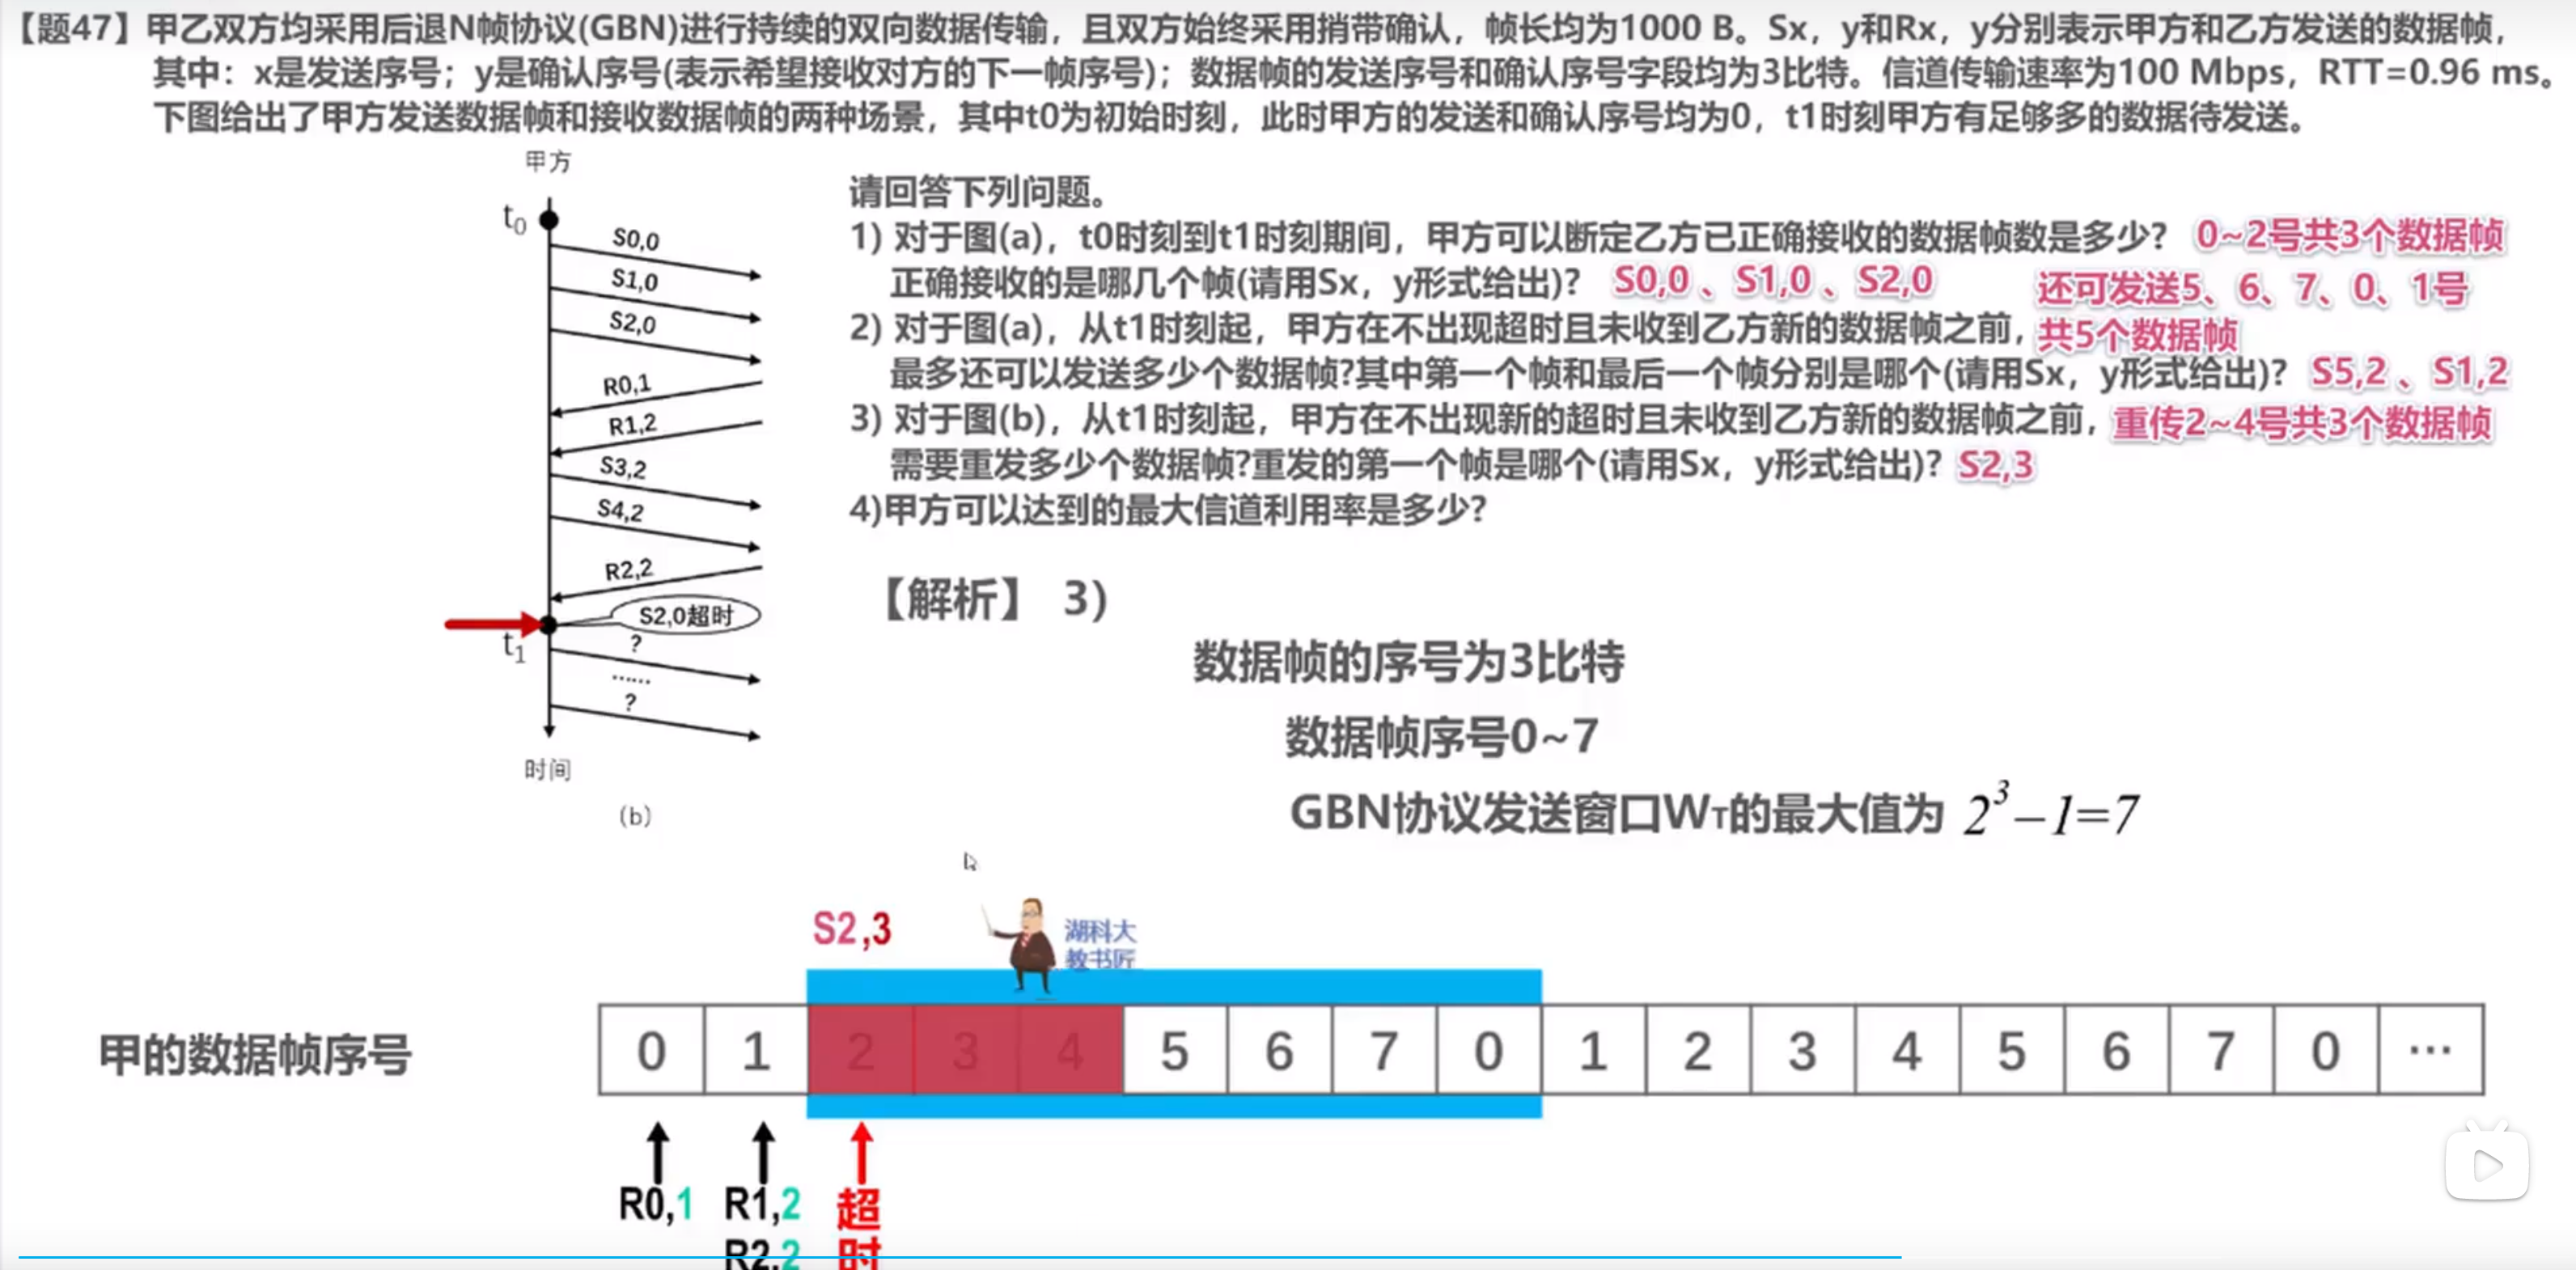 【题47】甲乙双方均采用后退N帧协议(GBN)进行持续的双向数据传输，且双方始终采用捎带确认，帧长均为1000 B。Sx，y和Rx，y分别表示甲方和乙方发送的数据帧，
其中：x是发送序号；y是确认序号(表示希望接收对方的下一帧序号)；数据帧的发送序号和确认序号字段均为3比特。信道传输速率为100 Mbps，RTT=0.96 ms。
下图给出了甲方发送数据帧和接收数据帧的两种场景，其中t0为初始时刻，此时甲方的发送和确认序号均为0，t1时刻甲方有足够多的数据待发送。
甲方
t0
S0,0
S1,0
S2,0
R0,1
R1,2
S3,2
S4,2
R2,2
S2,0超时
t1
?
……
?
时间
(b)
请回答下列问题。
1) 对于图(a)，t0时刻到t1时刻期间，甲方可以断定乙方已正确接收的数据帧数是多少? 0~2号共3个数据帧
正确接收的是哪几个帧(请用Sx，y形式给出)? S0,0 、S1,0 、S2,0
还可发送5、6、7、0、1号
2) 对于图(a)，从t1时刻起，甲方在不出现超时且未收到乙方新的数据帧之前，共5个数据帧
最多还可以发送多少个数据帧?其中第一个帧和最后一个帧分别是哪个(请用Sx，y形式给出)? S5,2 、S1,2
3) 对于图(b)，从t1时刻起，甲方在不出现新的超时且未收到乙方新的数据帧之前，重传2~4号共3个数据帧
需要重发多少个数据帧?重发的第一个帧是哪个(请用Sx，y形式给出)? S2,3
4)甲方可以达到的最大信道利用率是多少?
【解析】 3)
数据帧的序号为3比特
数据帧序号0~7
GBN协议发送窗口WT的最大值为 2³−1=7
S2,3
湖科大
教书匠
甲的数据帧序号
0 1 2 3 4 5 6 7 0 1 2 3 4 5 6 7 0 …
R0,1 R1,2 超
R2,2 时